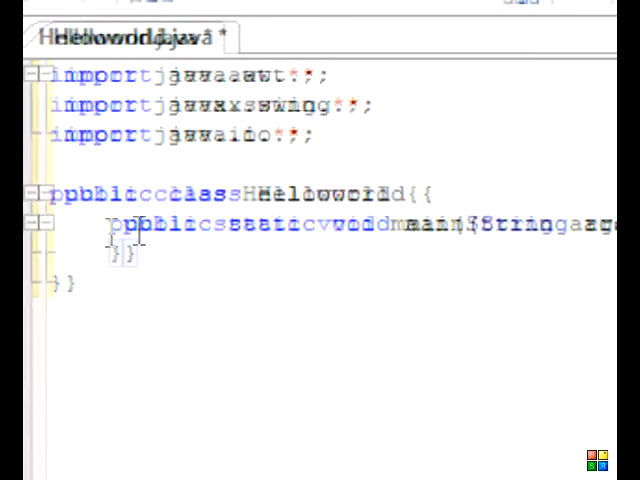 Helloworld.java *
import java.awt.*;
import javax.swing.*;
import java.io.*;
public class Helloworld{
public static void main(String
}
}